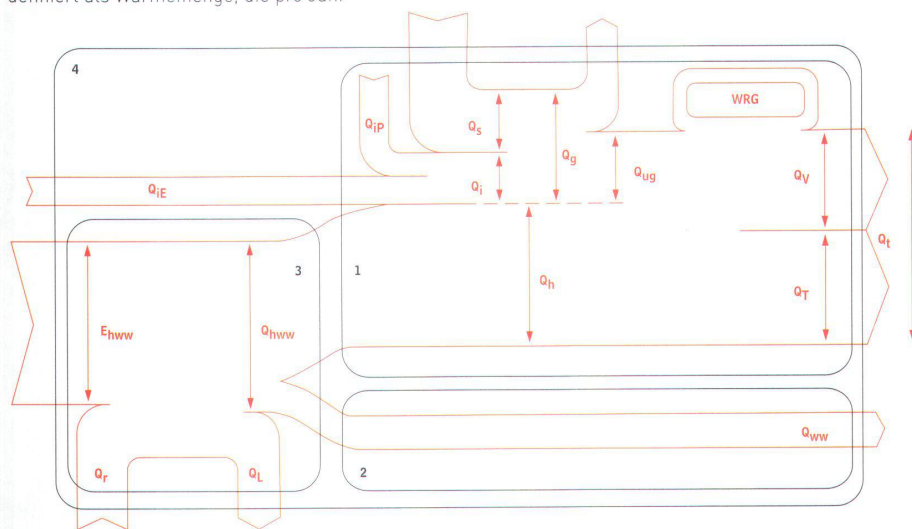 definiert als Wärmemenge, die pro Jahr
4
WRG
QiP
Qs
Qg
Qug
QV
QiE
Qi
Qt
3
1
Qh
QT
Ehww
Qhww
Qww
Qr
QL
2